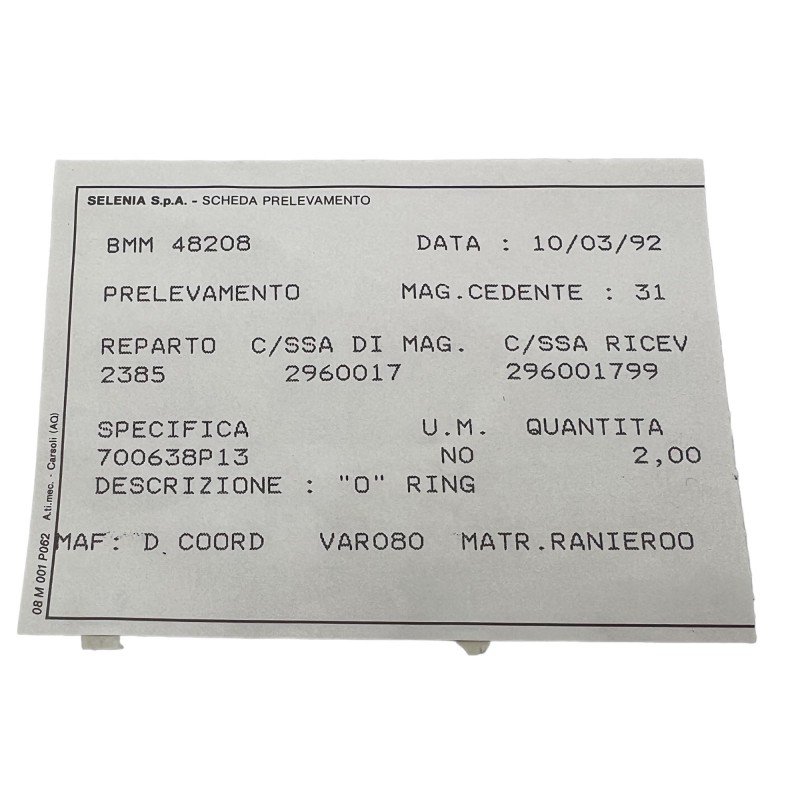 SELENIA S.p.A. - SCHEDA PRELEVAMENTO
BMM 48208 DATA : 10/03/92
PRELEVAMENTO MAG.CEDENTE : 31
REPARTO C/SSA DI MAG. C/SSA RICEV
2385 2960017 296001799
SPECIFICA U.M. QUANTITA
700638P13 NO 2,00
DESCRIZIONE : "O" RING
MAF: D COORD VAR080 MATR.RANIEROO
08 M 001 P062 A.ti.mec. - Carsoli (AQ)